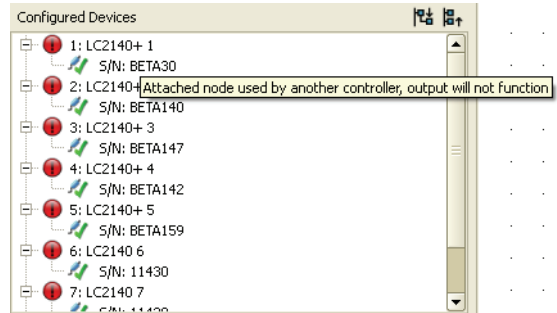 Configured Devices
1: LC2140+ 1
S/N: BETA30
2: LC2140+
Attached node used by another controller, output will not function
S/N: BETA140
3: LC2140+ 3
S/N: BETA147
4: LC2140+ 4
S/N: BETA142
5: LC2140+ 5
S/N: BETA159
6: LC2140 6
S/N: 11430
7: LC2140 7
S/N: